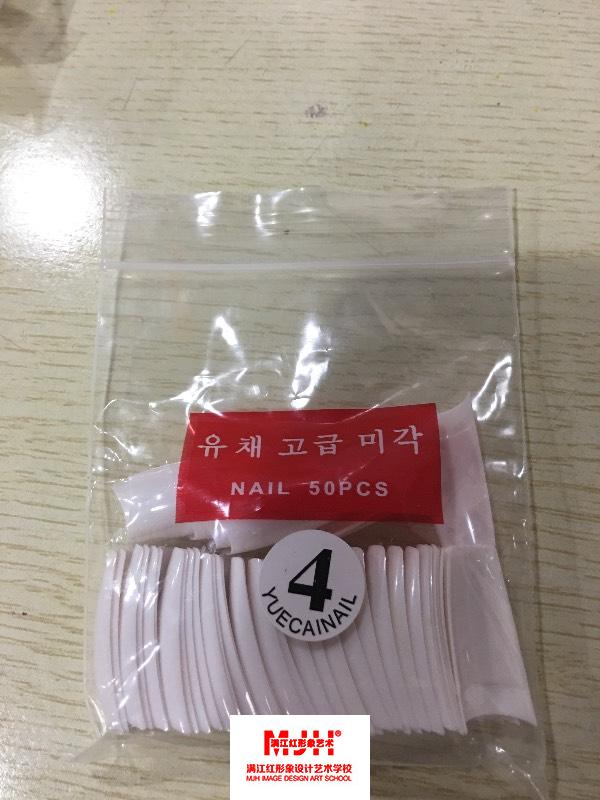 유채 고급 미각
NAIL 50PCS
4
YUECAINAIL
MJH®
满江红形象艺术
满江红形象设计艺术学校
MJH IMAGE DESIGN ART SCHOOL